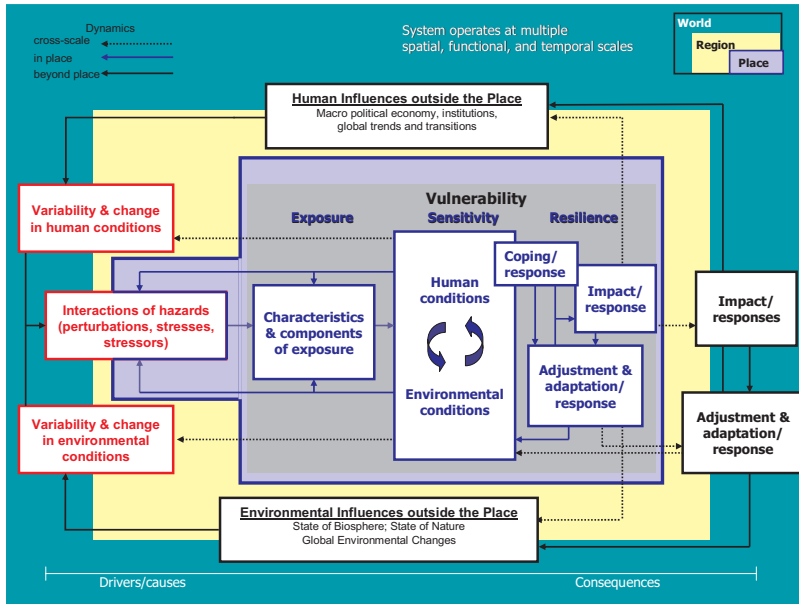 Dynamics
cross-scale
in place
beyond place
System operates at multiple
spatial, functional, and temporal scales
World
Region
Place
Human Influences outside the Place
Macro political economy, institutions,
global trends and transitions
Variability & change
in human conditions
Vulnerability
Exposure
Sensitivity
Resilience
Coping/
response
Interactions of hazards
(perturbations, stresses,
stressors)
Characteristics
& components
of exposure
Human
conditions
Environmental
conditions
Impact/
response
Adjustment &
adaptation/
response
Impact/
responses
Adjustment &
adaptation/
response
Variability & change
in environmental
conditions
Environmental Influences outside the Place
State of Biosphere; State of Nature
Global Environmental Changes
Drivers/causes
Consequences